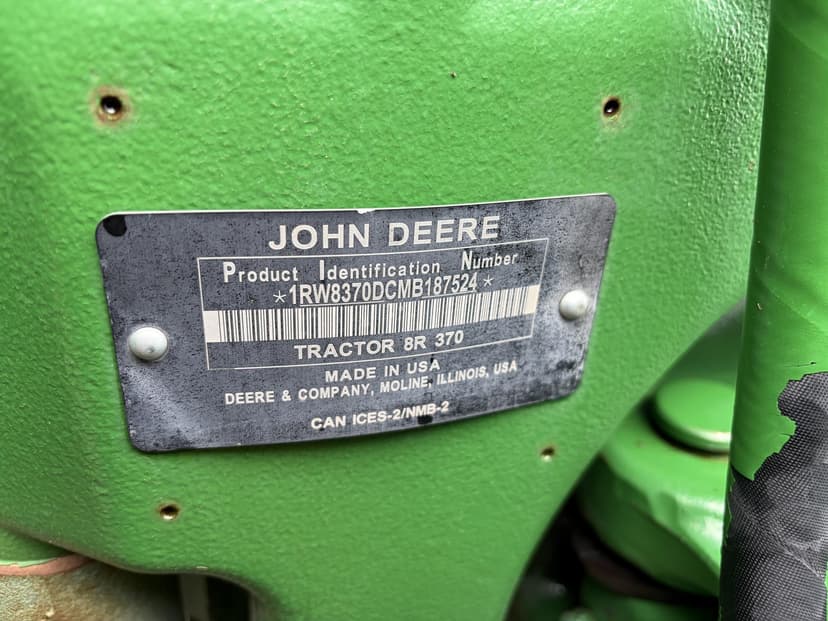 JOHN DEERE
Product Identification Number
*1RW8370DCMB187524*
TRACTOR 8R 370
MADE IN USA
DEERE & COMPANY, MOLINE, ILLINOIS, USA
CAN ICES-2/NMB-2